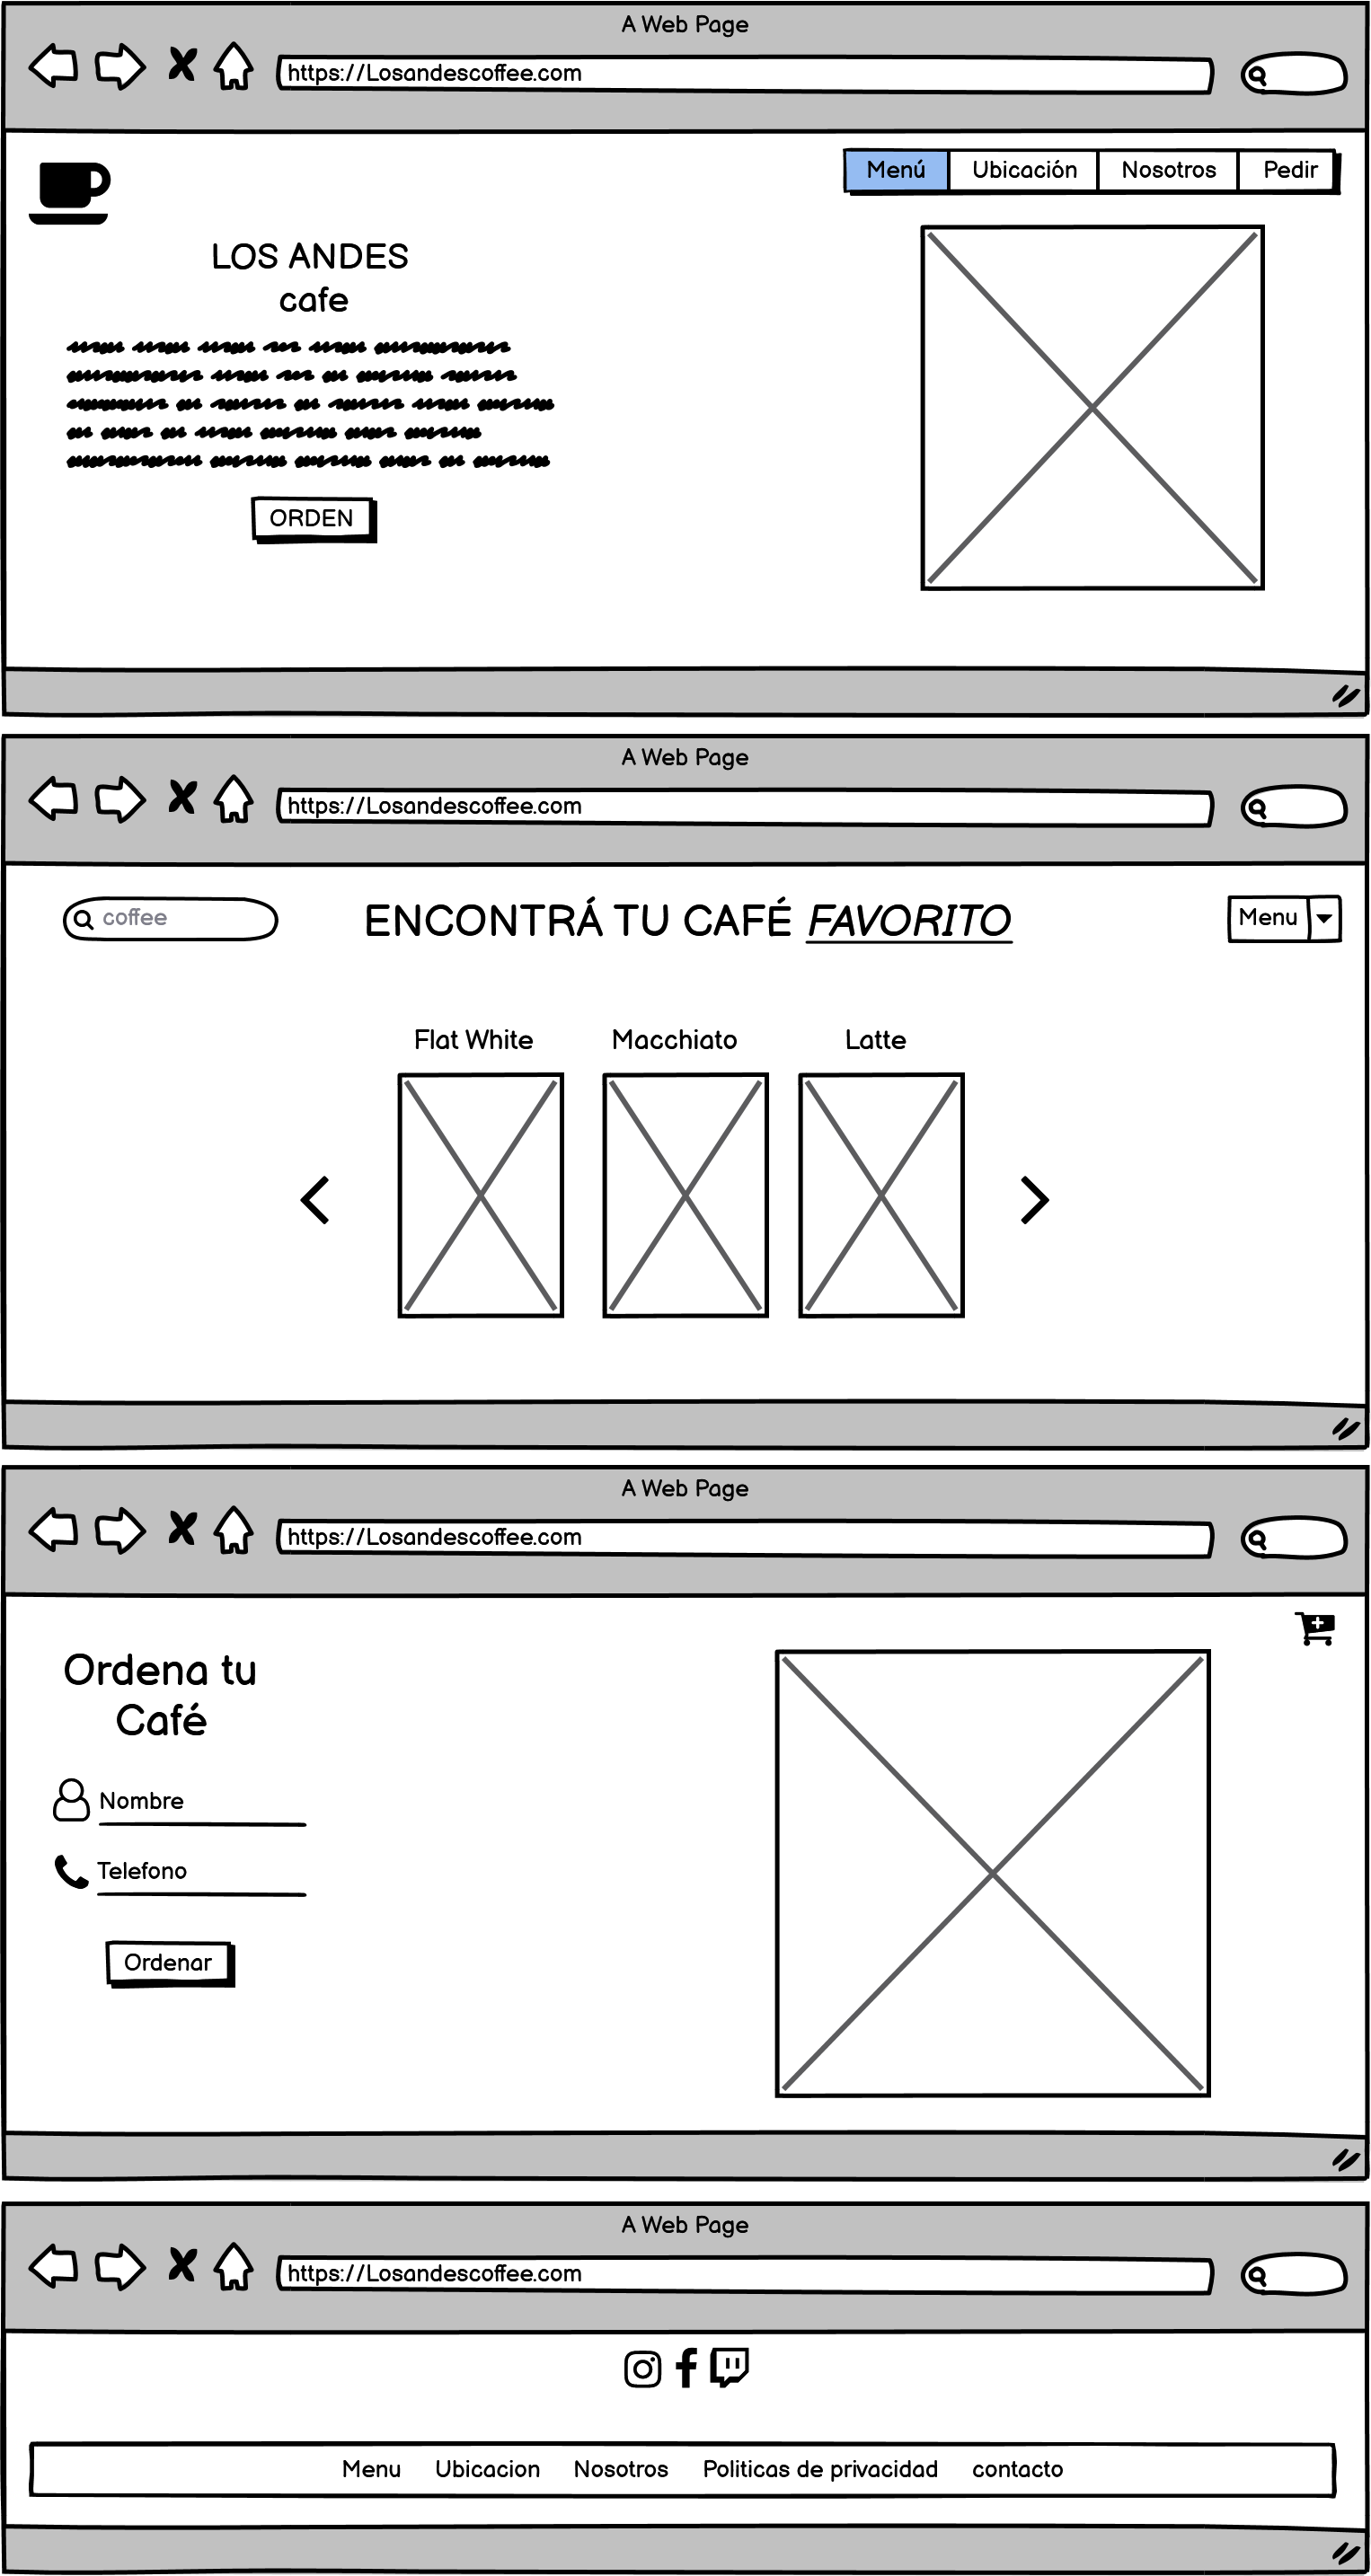 A Web Page
https://Losandescoffee.com
Menú Ubicación Nosotros Pedir
LOS ANDES
cafe
ORDEN
A Web Page
https://Losandescoffee.com
coffee ENCONTRÁ TU CAFÉ FAVORITO Menu
Flat White Macchiato Latte
A Web Page
https://Losandescoffee.com
Ordena tu
Café
Nombre
Telefono
Ordenar
A Web Page
https://Losandescoffee.com
Menu Ubicacion Nosotros Politicas de privacidad contacto